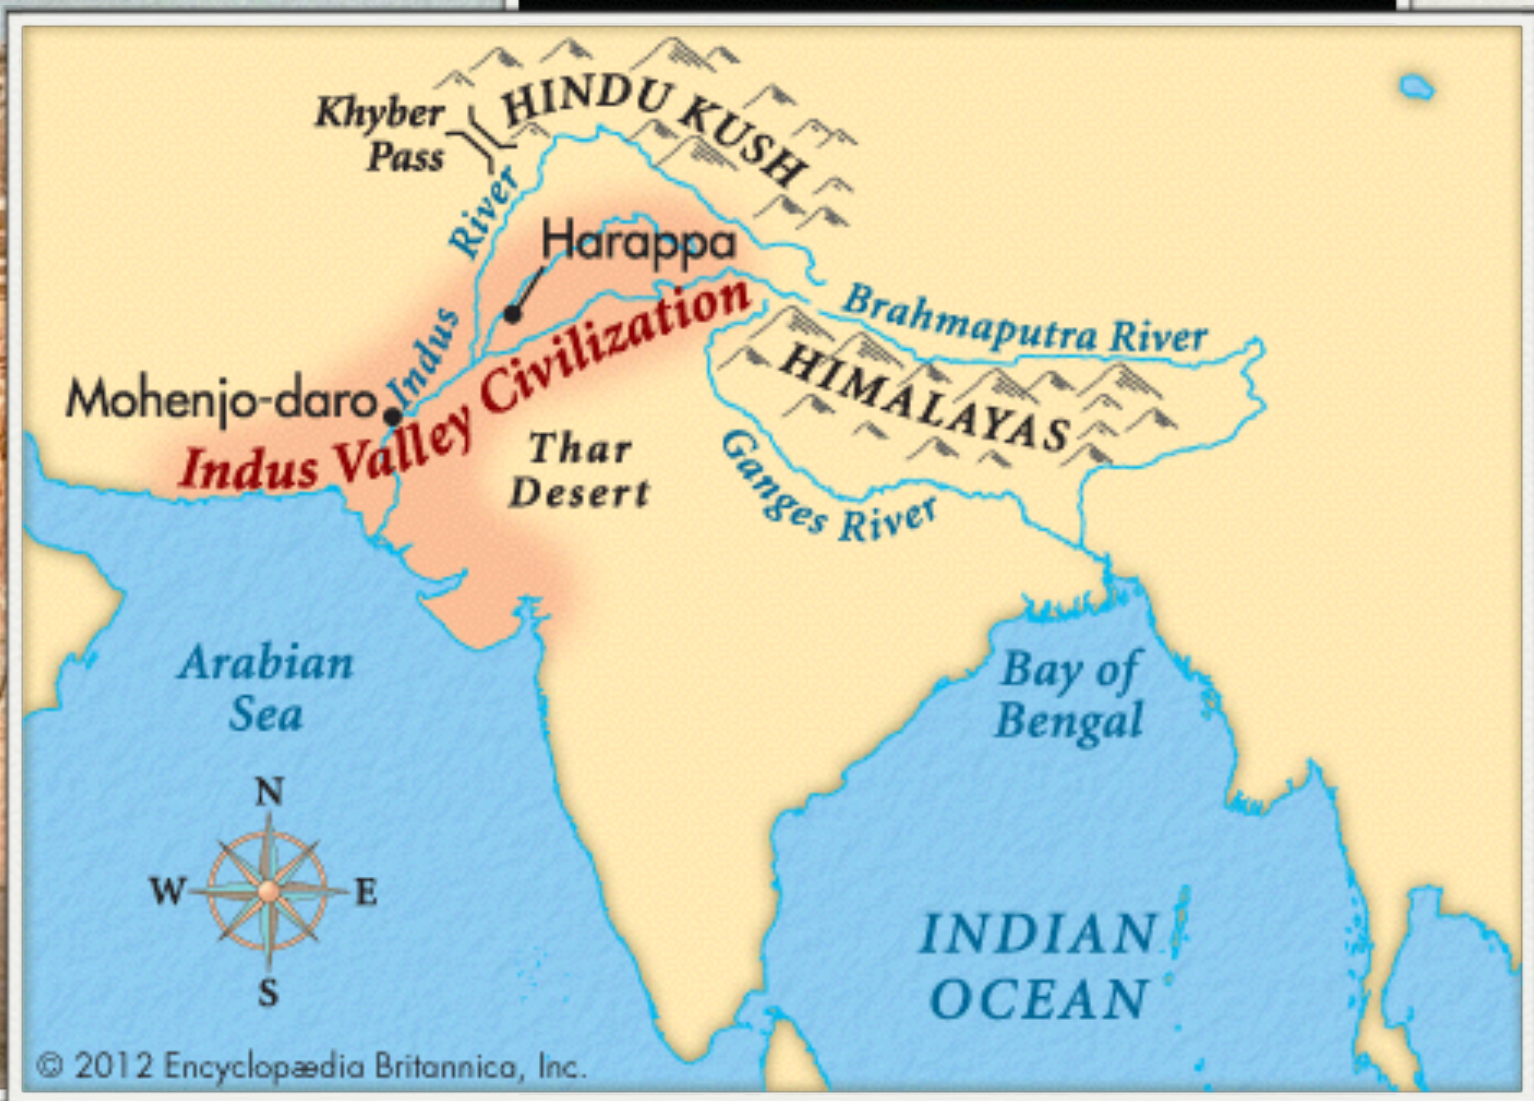 HINDU KUSH
Khyber
Pass
Indus River
Harappa
Brahmaputra River
HIMALAYAS
Mohenjo-daro
Indus Valley Civilization
Thar
Desert
Ganges River
Arabian
Sea
Bay of
Bengal
N
W E
S
INDIAN
OCEAN
© 2012 Encyclopædia Britannica, Inc.